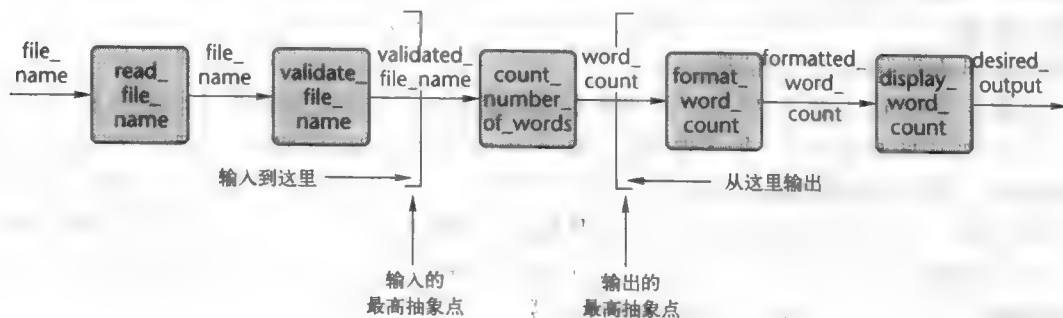 file_
name
read_
file_
name
file_
name
validate_
file_
name
validated_
file_name
count_
number_
of_words
word_
count
format_
word_
count
formatted_
word_
count
display_
word_
count
desired_
output
输入到这里
从这里输出
输入的
最高抽象点
输出的
最高抽象点